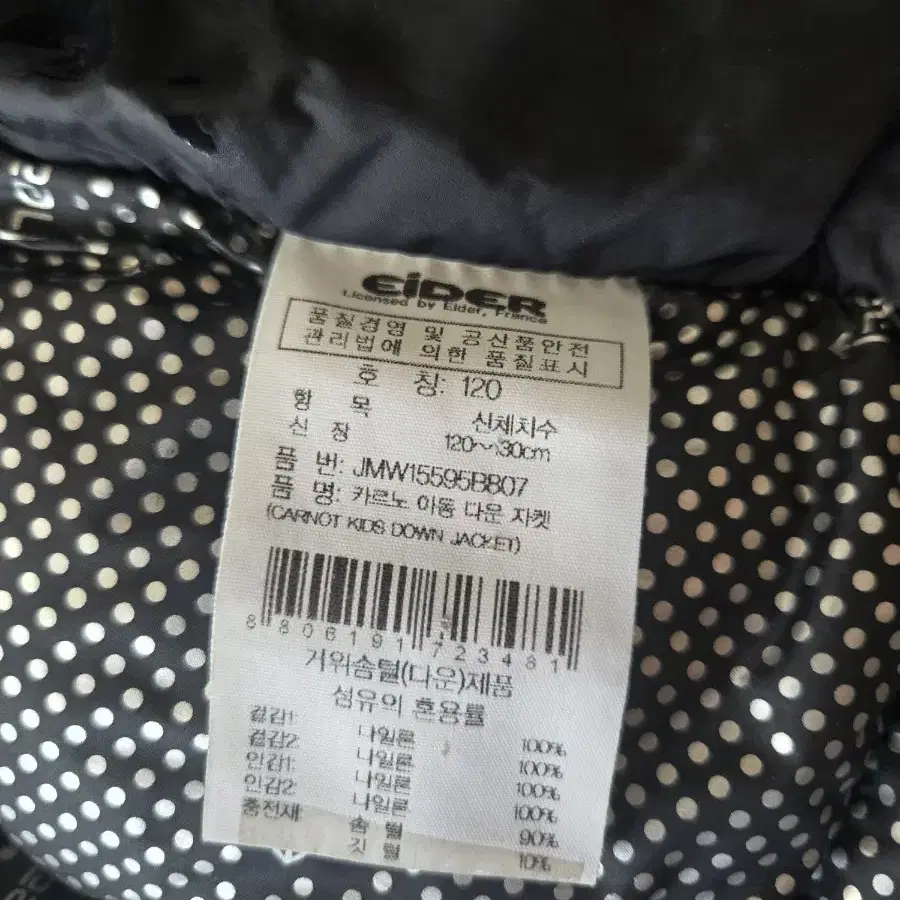 EiDER
Licensed by Eider, France
품질경영 및 공산품안전
관리법에 의한 품질표시
호 칭: 120
항 목 신체치수
신 장 120~130cm
품 번: JMW15595B807
품 명: 카르노 아동 다운 자켓
(CARNOT KIDS DOWN JACKET)
8806191723481
거위솜털(다운)제품
섬유의 혼용률
겉감1: 나일론 100%
겉감2: 나일론 100%
안감1: 나일론 100%
안감2: 나일론 100%
충전재: 솜 털 90%
깃 털 10%